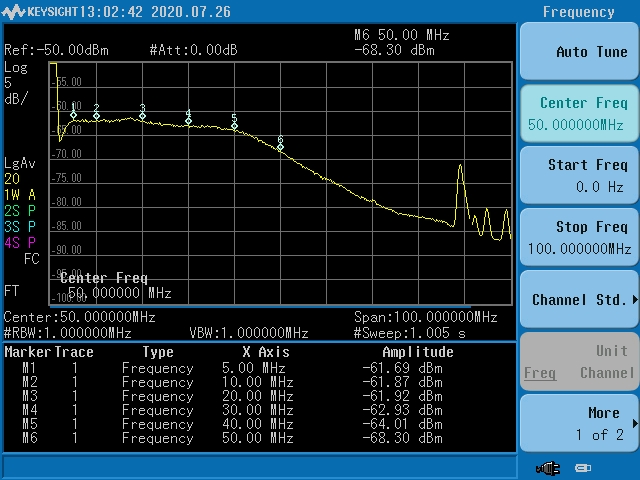 KEYSIGHT 13:02:42 2020.07.26
Frequency
M6 50.00 MHz
Ref:-50.00dBm #Att:0.00dB -68.30 dBm
Log
5
dB/
-55.00
-60.00
-65.00
-70.00
-75.00
-80.00
-85.00
-90.00
-95.00
-100.00
1 2 3 4 5 6
LgAv
20
1W A
2S P
3S P
4S P
FC
FT
Center Freq
50.000000 MHz
Center:50.000000MHz Span:100.000000MHz
#RBW:1.000000MHz VBW:1.000000MHz #Sweep:1.005 s
Marker Trace Type X Axis Amplitude
M1 1 Frequency 5.00 MHz -61.69 dBm
M2 1 Frequency 10.00 MHz -61.87 dBm
M3 1 Frequency 20.00 MHz -61.92 dBm
M4 1 Frequency 30.00 MHz -62.93 dBm
M5 1 Frequency 40.00 MHz -64.01 dBm
M6 1 Frequency 50.00 MHz -68.30 dBm
Auto Tune
Center Freq
50.000000MHz
Start Freq
0.0 Hz
Stop Freq
100.000000MHz
Channel Std.
Unit
Freq Channel
More
1 of 2